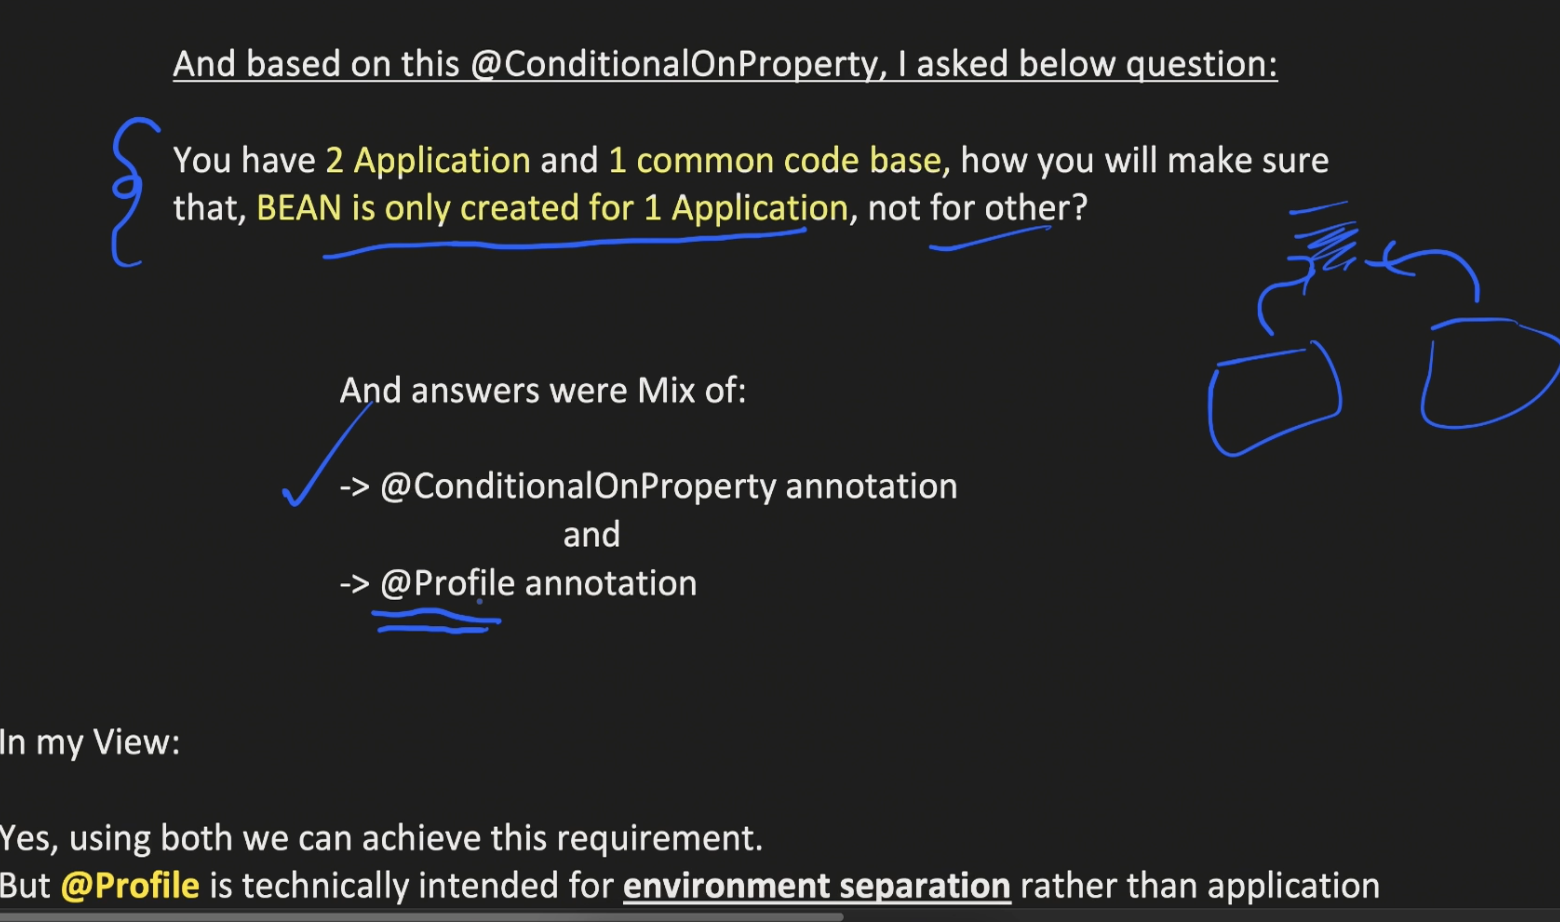 And based on this @ConditionalOnProperty, I asked below question:
You have 2 Application and 1 common code base, how you will make sure
that, BEAN is only created for 1 Application, not for other?
And answers were Mix of:
-> @ConditionalOnProperty annotation
and
-> @Profile annotation
In my View:
Yes, using both we can achieve this requirement.
But @Profile is technically intended for environment separation rather than application